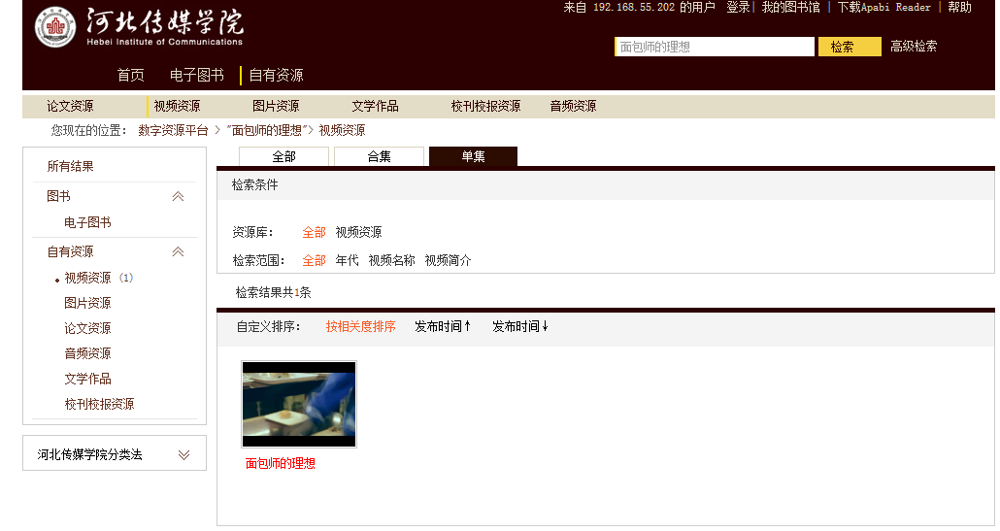 来自 192.168.55.202 的用户 登录| 我的图书馆 | 下载Apabi Reader | 帮助
河北传媒学院
Hebei Institute of Communications
面包师的理想 检索 高级检索
首页 电子图书 自有资源
论文资源 视频资源 图片资源 文学作品 校刊校报资源 音频资源
您现在的位置： 数字资源平台 > "面包师的理想"> 视频资源
全部 合集 单集
所有结果
图书
电子图书
自有资源
视频资源 (1)
图片资源
论文资源
音频资源
文学作品
校刊校报资源
河北传媒学院分类法
检索条件
资源库： 全部 视频资源
检索范围： 全部 年代 视频名称 视频简介
检索结果共1条
自定义排序： 按相关度排序 发布时间↑ 发布时间↓
面包师的理想